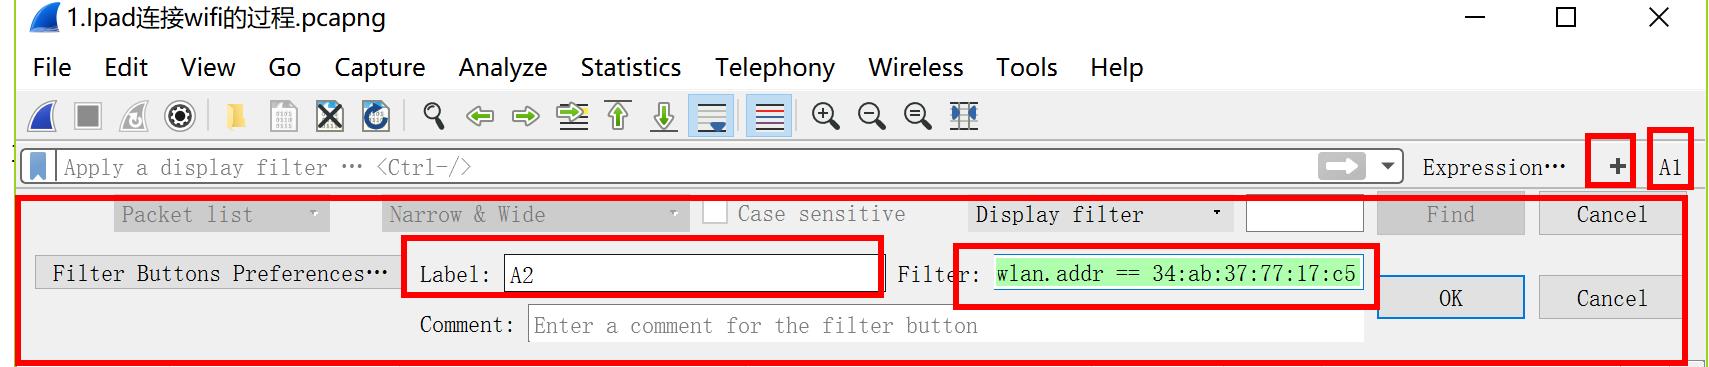 1.Ipad连接wifi的过程.pcapng
File Edit View Go Capture Analyze Statistics Telephony Wireless Tools Help
Apply a display filter ⋯ <Ctrl-/> Expression⋯ + A1
Packet list Narrow & Wide Case sensitive Display filter Find Cancel
Filter Buttons Preferences⋯ Label: A2 Filter: wlan.addr == 34:ab:37:77:17:c5
OK Cancel
Comment: Enter a comment for the filter button